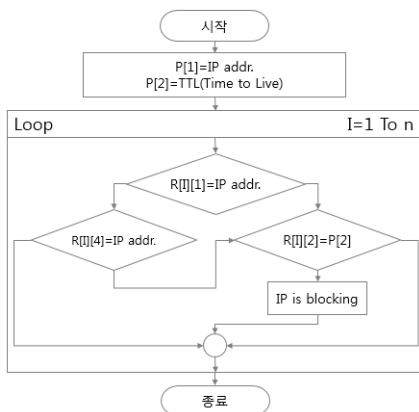 시작
P[1]=IP addr.
P[2]=TTL(Time to Live)
Loop
I=1 To n
R[I][1]=IP addr.
R[I][4]=IP addr.
R[I][2]=P[2]
IP is blocking
종료